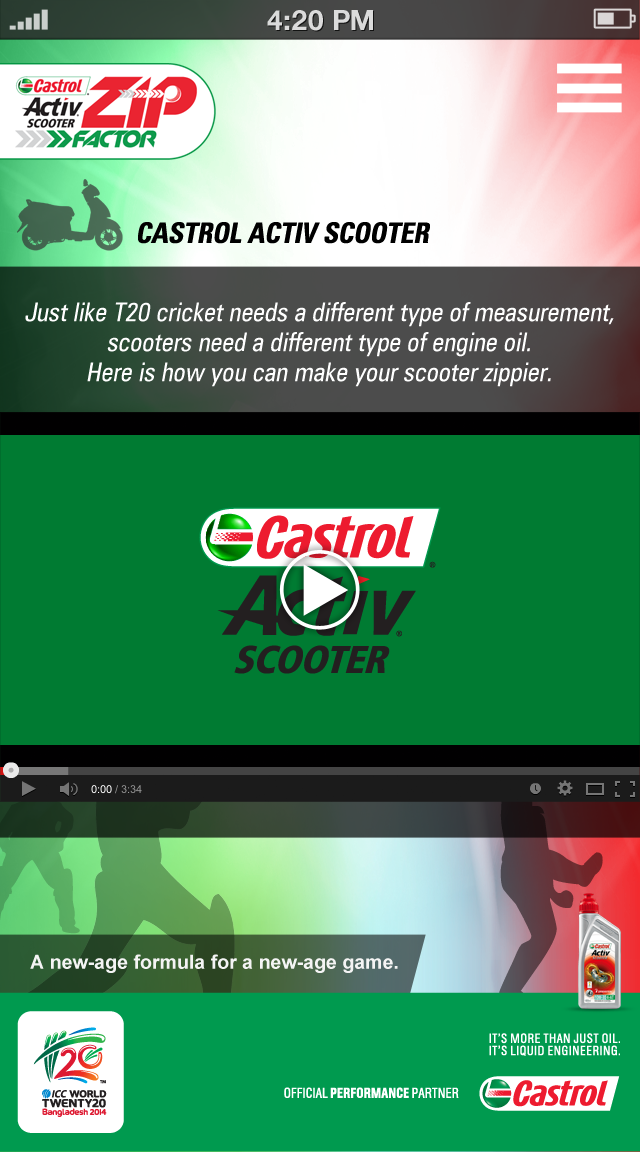 4:20 PM
Castrol
Activ
SCOOTER
ZIP
FACTOR
CASTROL ACTIV SCOOTER
Just like T20 cricket needs a different type of measurement,
scooters need a different type of engine oil.
Here is how you can make your scooter zippier.
Castrol
Activ
SCOOTER
0:00 / 3:34
A new-age formula for a new-age game.
Castrol
Activ
IT'S MORE THAN JUST OIL.
IT'S LIQUID ENGINEERING.
T20
TM
ICC WORLD
TWENTY20
Bangladesh 2014
OFFICIAL PERFORMANCE PARTNER
Castrol